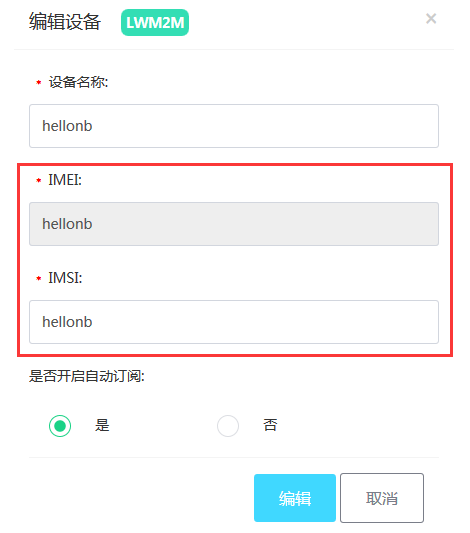 编辑设备 LWM2M ×
* 设备名称:
hellonb
* IMEI:
hellonb
* IMSI:
hellonb
是否开启自动订阅:
是 否
编辑 取消